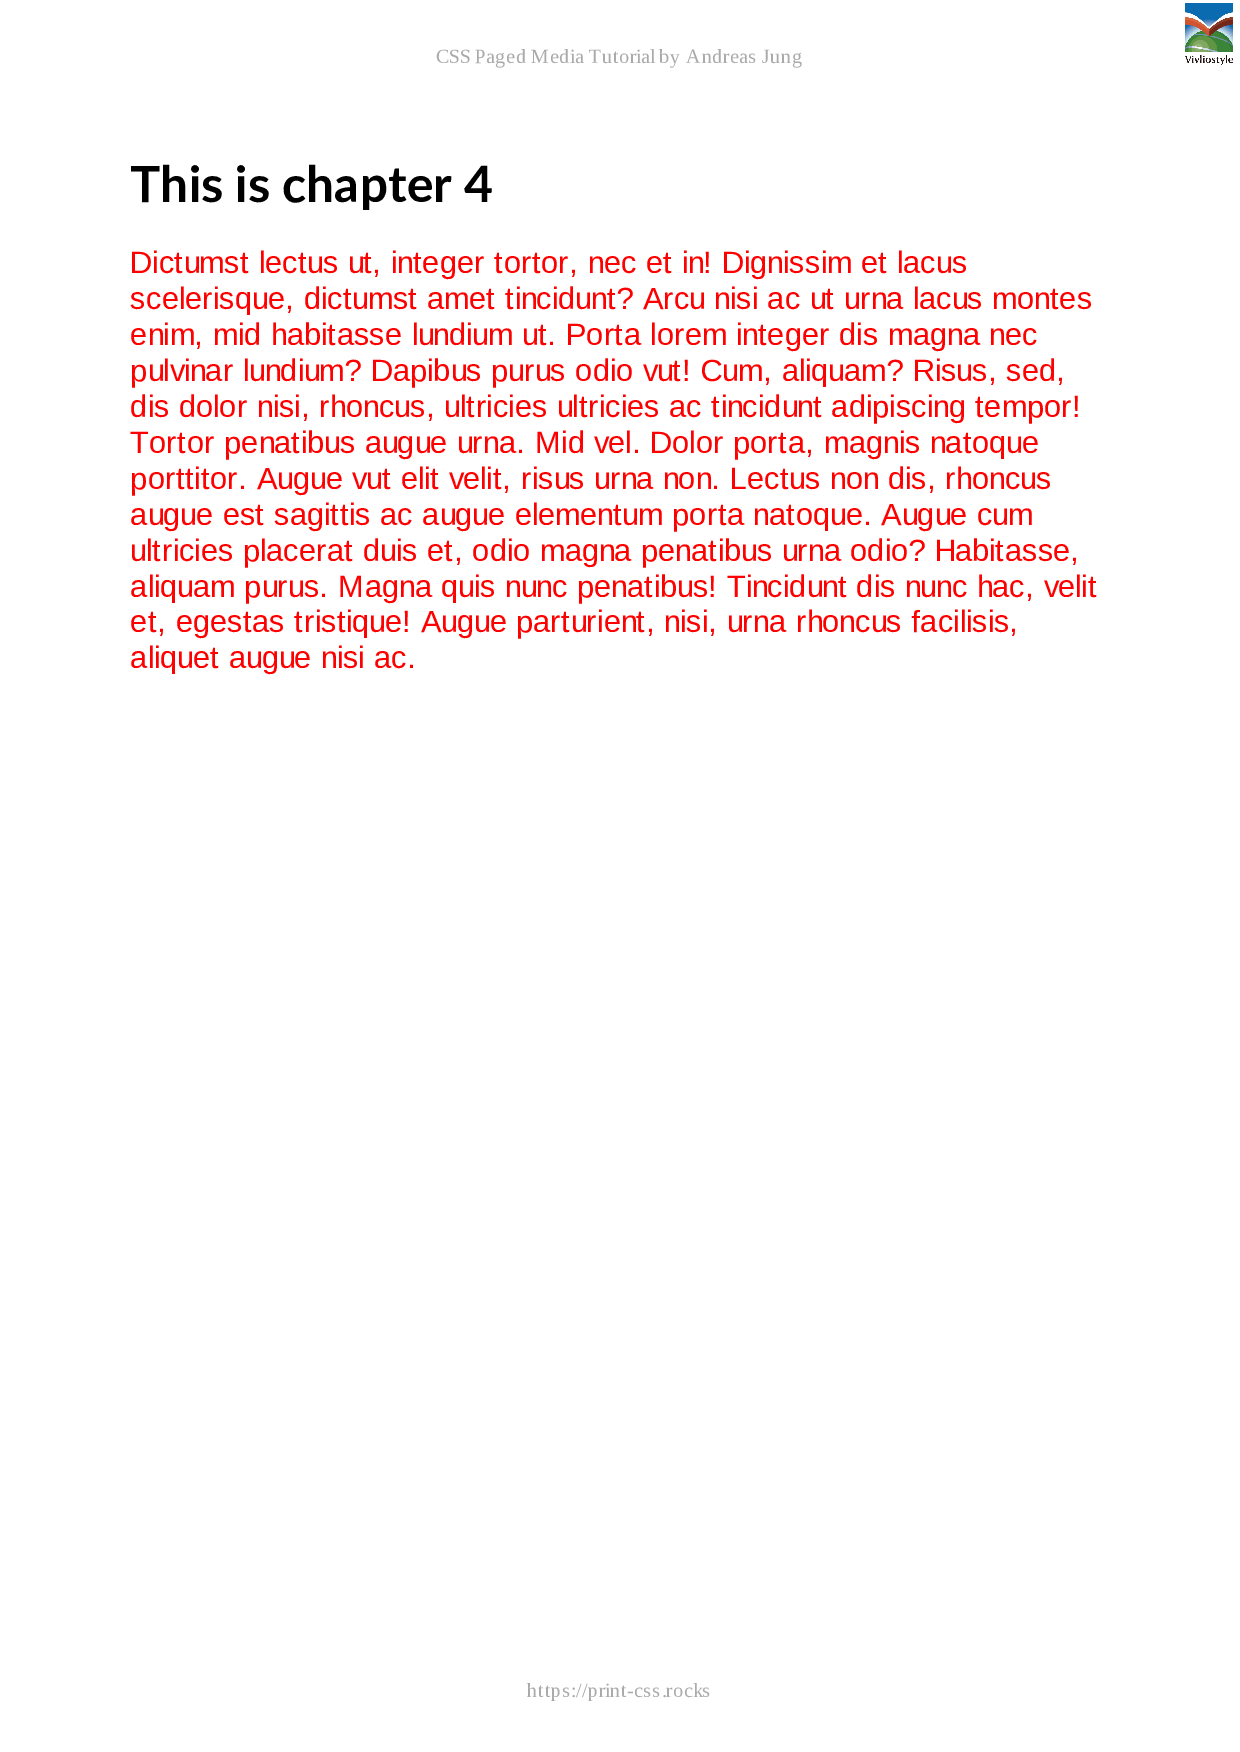 CSS Paged Media Tutorial by Andreas Jung
Vivliostyle
This is chapter 4
Dictumst lectus ut, integer tortor, nec et in! Dignissim et lacus
scelerisque, dictumst amet tincidunt? Arcu nisi ac ut urna lacus montes
enim, mid habitasse lundium ut. Porta lorem integer dis magna nec
pulvinar lundium? Dapibus purus odio vut! Cum, aliquam? Risus, sed,
dis dolor nisi, rhoncus, ultricies ultricies ac tincidunt adipiscing tempor!
Tortor penatibus augue urna. Mid vel. Dolor porta, magnis natoque
porttitor. Augue vut elit velit, risus urna non. Lectus non dis, rhoncus
augue est sagittis ac augue elementum porta natoque. Augue cum
ultricies placerat duis et, odio magna penatibus urna odio? Habitasse,
aliquam purus. Magna quis nunc penatibus! Tincidunt dis nunc hac, velit
et, egestas tristique! Augue parturient, nisi, urna rhoncus facilisis,
aliquet augue nisi ac.
https://print-css.rocks